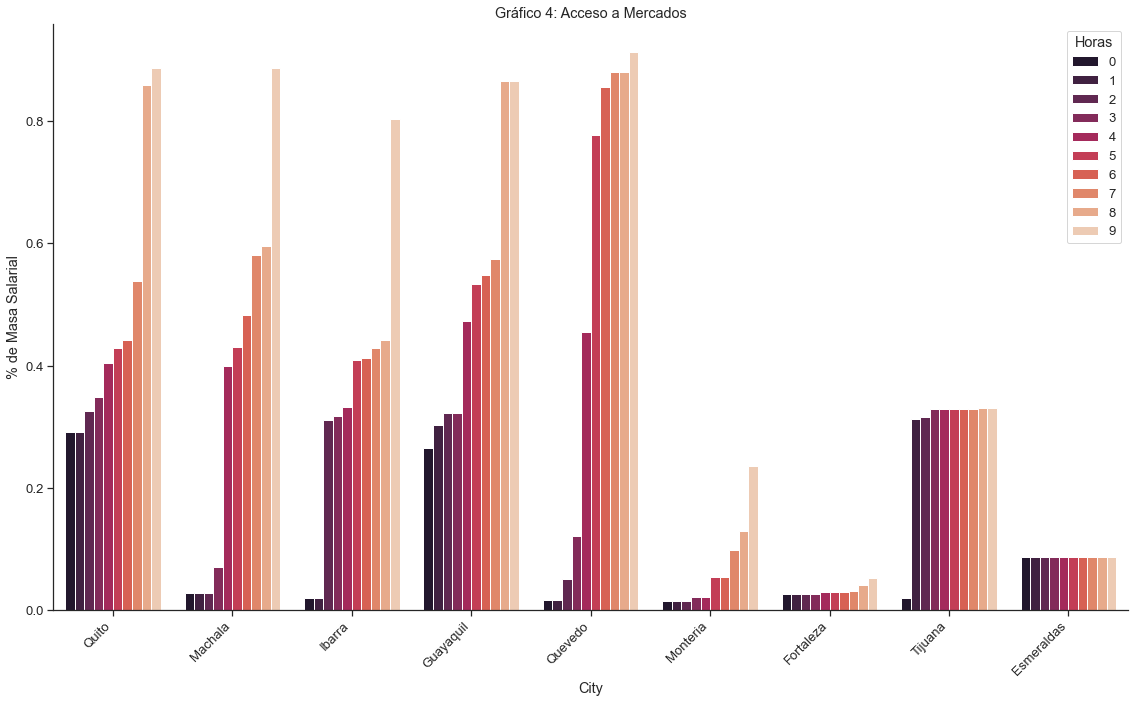 Gráfico 4: Acceso a Mercados
Horas
0
1
2
3
4
5
6
7
8
9
% de Masa Salarial
0.8
0.6
0.4
0.2
0.0
Quito
Machala
Ibarra
Guayaquil
Quevedo
Monteria
Fortaleza
Tijuana
Esmeraldas
City